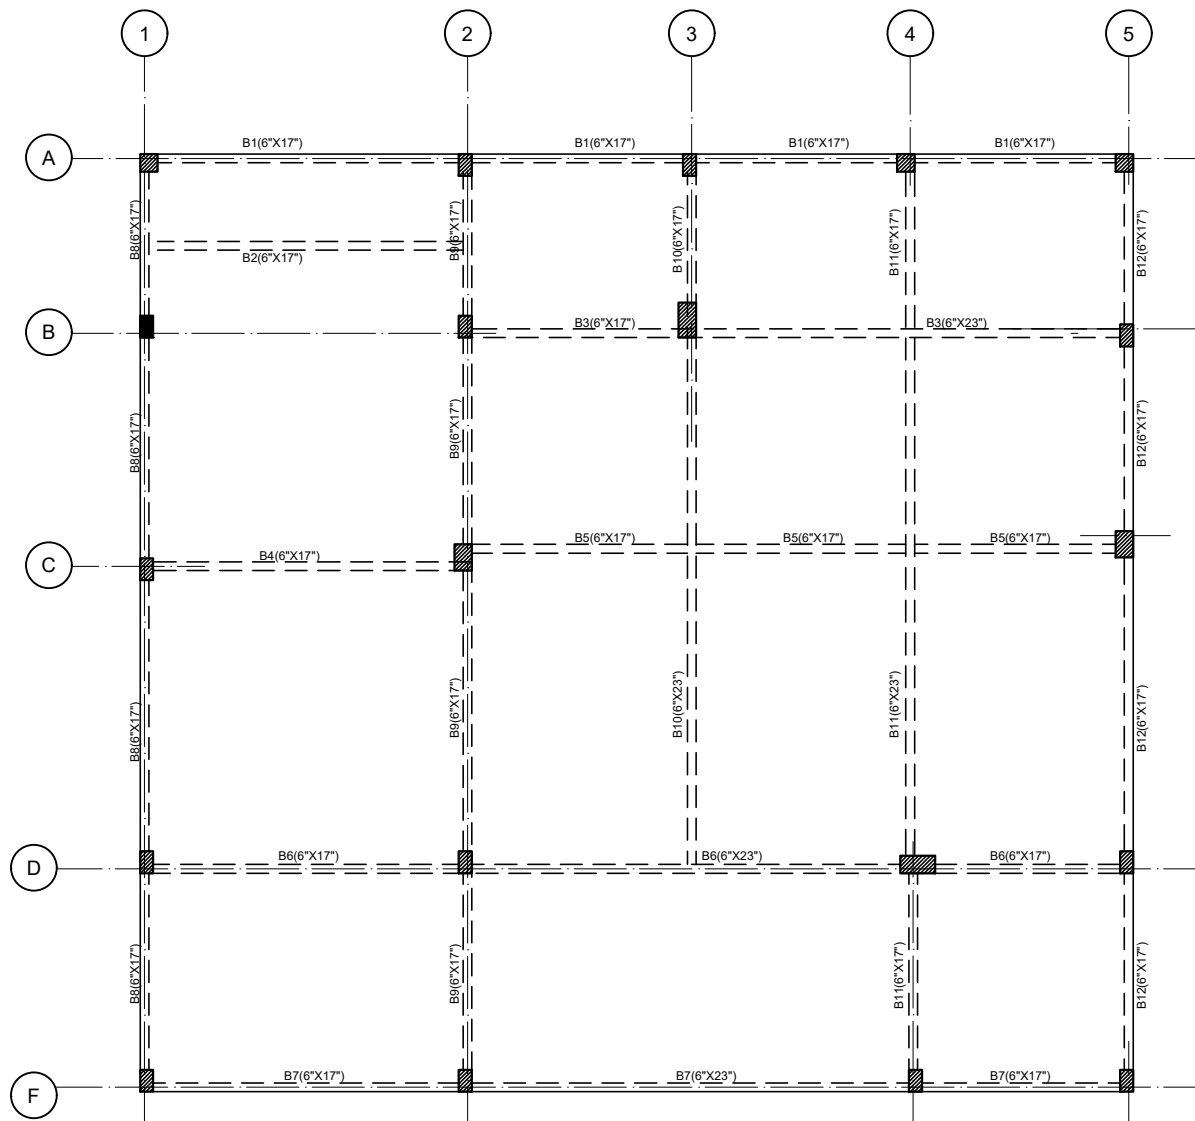 1
2
3
4
5
A
B1(6"X17")
B1(6"X17")
B1(6"X17")
B1(6"X17")
B8(6"X17")
B9(6"X17")
B10(6"X17")
B11(6"X17")
B12(6"X17")
B2(6"X17")
B
B3(6"X17")
B3(6"X23")
B8(6"X17")
B9(6"X17")
B12(6"X17")
C
B4(6"X17")
B5(6"X17")
B5(6"X17")
B5(6"X17")
B8(6"X17")
B9(6"X17")
B10(6"X23")
B11(6"X23")
B12(6"X17")
D
B6(6"X17")
B6(6"X23")
B6(6"X17")
B8(6"X17")
B9(6"X17")
B11(6"X17")
B12(6"X17")
F
B7(6"X17")
B7(6"X23")
B7(6"X17")